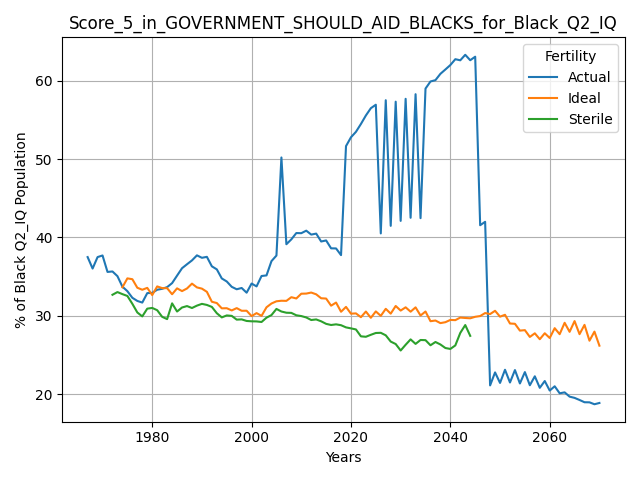 Score_5_in_GOVERNMENT_SHOULD_AID_BLACKS_for_Black_Q2_IQ
Fertility
Actual
Ideal
Sterile
% of Black Q2_IQ Population
60
50
40
30
20
1980
2000
2020
2040
2060
Years